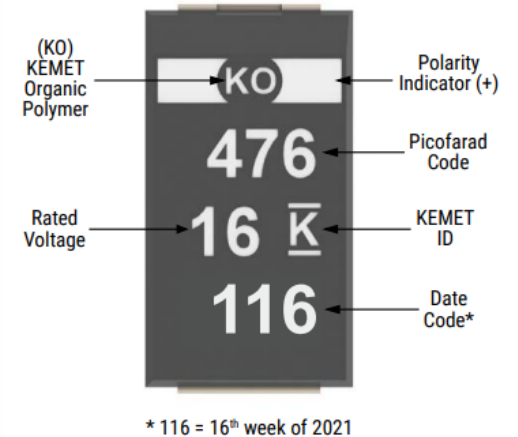 (KO)
KEMET
Organic
Polymer
KO
Polarity
Indicator (+)
476
Picofarad
Code
Rated
Voltage
16 K
KEMET
ID
116
Date
Code*
* 116 = 16th week of 2021